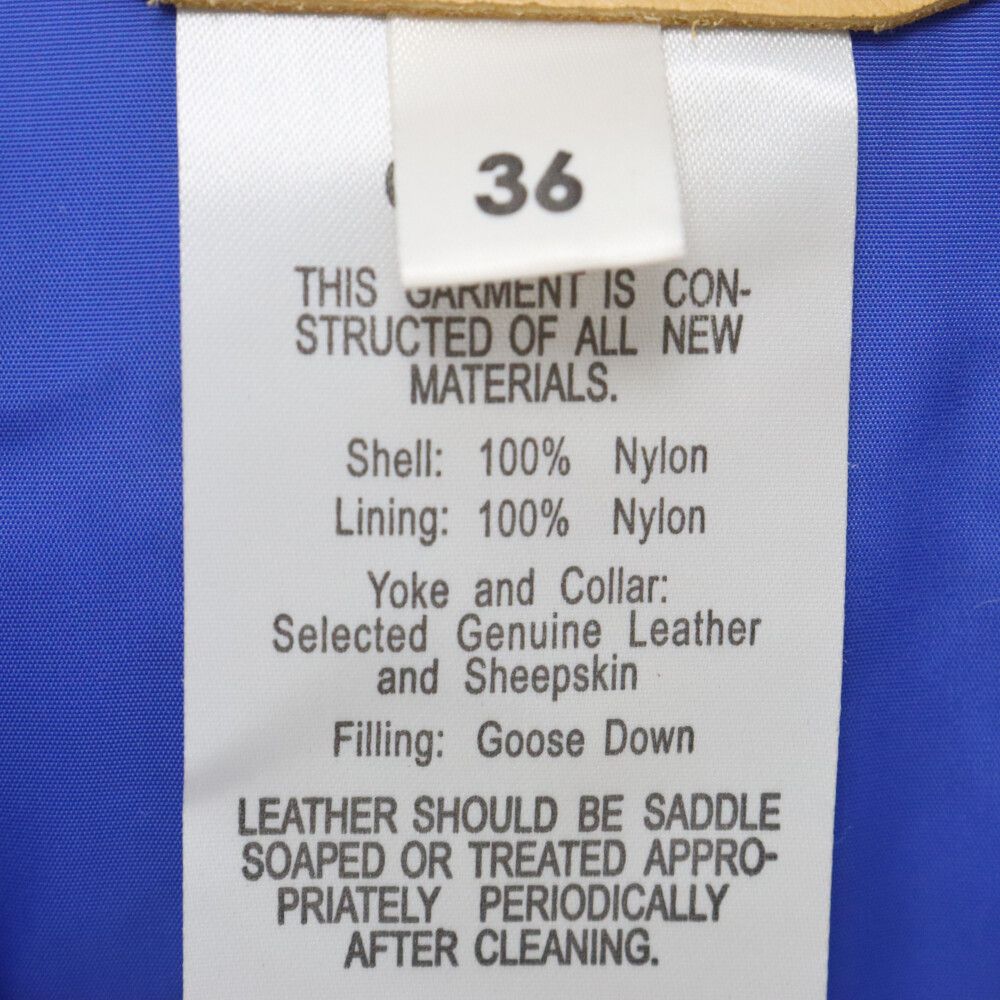 36
THIS GARMENT IS CON-
STRUCTED OF ALL NEW
MATERIALS.
Shell: 100% Nylon
Lining: 100% Nylon
Yoke and Collar:
Selected Genuine Leather
and Sheepskin
Filling: Goose Down
LEATHER SHOULD BE SADDLE
SOAPED OR TREATED APPRO-
PRIATELY PERIODICALLY
AFTER CLEANING.